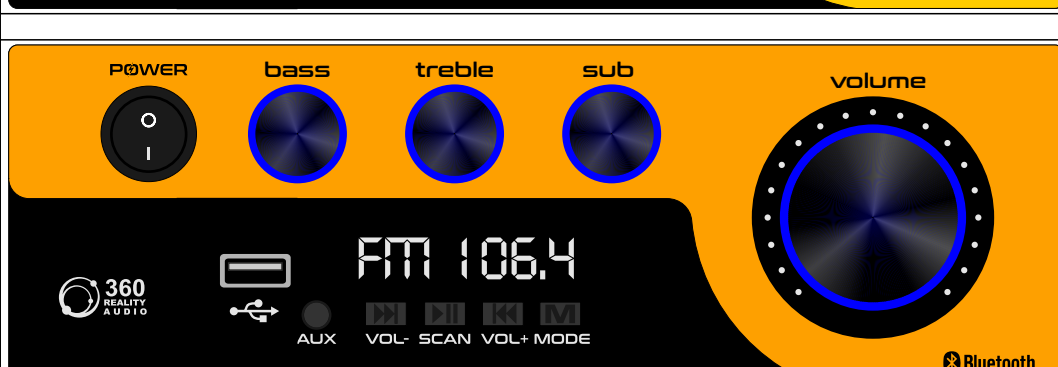 POWER
bass
treble
sub
volume
O
I
FM 106.4
360
REALITY
AUDIO
AUX
VOL-
SCAN
VOL+
MODE
M
Bluetooth